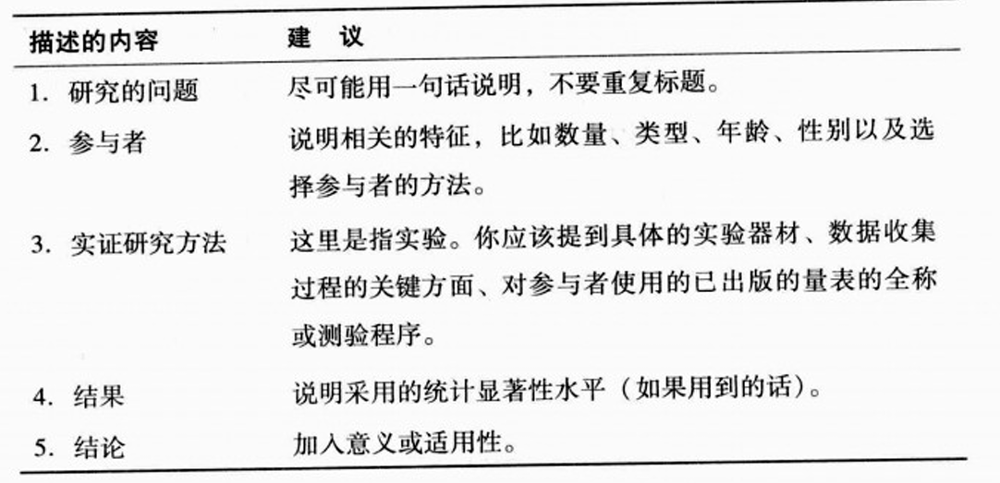 描述的内容 建 议
1. 研究的问题 尽可能用一句话说明，不要重复标题。
2. 参与者 说明相关的特征，比如数量、类型、年龄、性别以及选
择参与者的方法。
3. 实证研究方法 这里是指实验。你应该提到具体的实验器材、数据收集
过程的关键方面、对参与者使用的已出版的量表的全称
或测验程序。
4. 结果 说明采用的统计显著性水平（如果用到的话）。
5. 结论 加入意义或适用性。